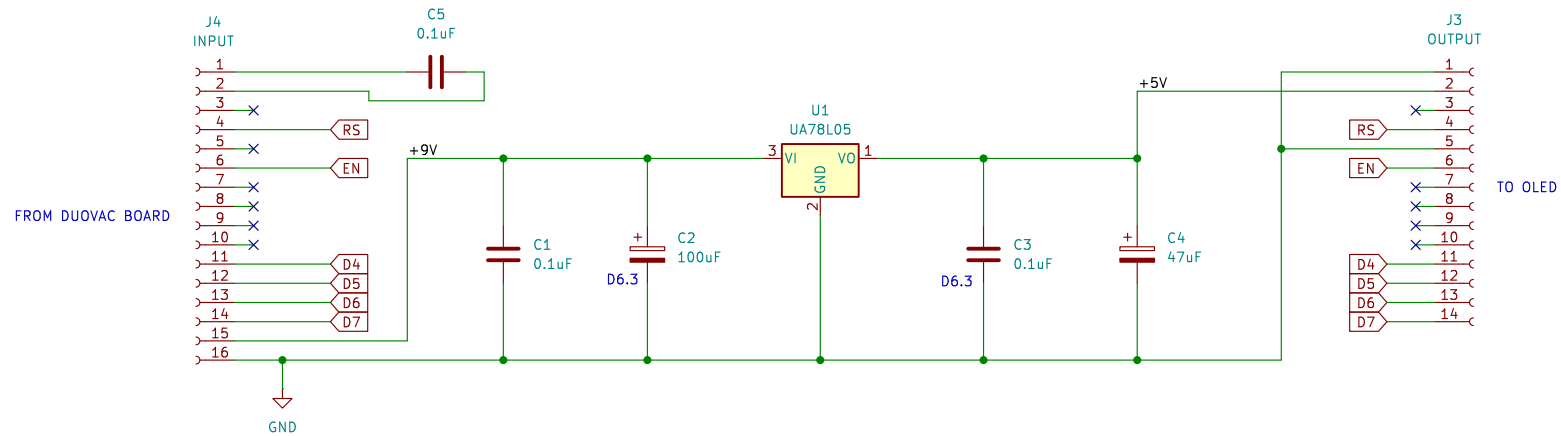 J4
INPUT
1
2
3
4
5
6
7
8
9
10
11
12
13
14
15
16
FROM DUOVAC BOARD
RS
EN
D4
D5
D6
D7
C5
0.1uF
+9V
C1
0.1uF
+
C2
100uF
D6.3
U1
UA78L05
3
VI
VO
1
GND
2
C3
0.1uF
D6.3
+
C4
47uF
+5V
GND
J3
OUTPUT
1
2
3
4
5
6
7
8
9
10
11
12
13
14
RS
EN
D4
D5
D6
D7
TO OLED